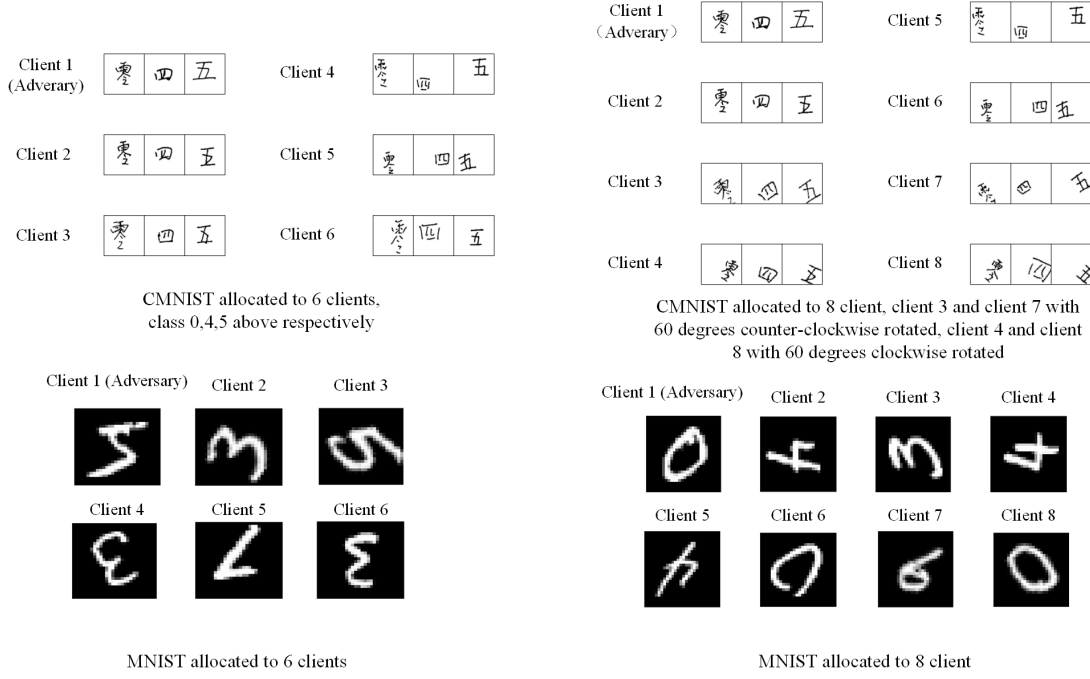 Client 1
(Adverary)
零 四 五
Client 4
零 四 五
Client 2
零 四 五
Client 5
零 四 五
Client 3
零 四 五
Client 6
零 四 五
CMNIST allocated to 6 clients,
class 0,4,5 above respectively
Client 1
（Adverary）
零 四 五
Client 5
零 四 五
Client 2
零 四 五
Client 6
零 四 五
Client 3
零 四 五
Client 7
零 四 五
Client 4
零 四 五
Client 8
零 四 五
CMNIST allocated to 8 client, client 3 and client 7 with
60 degrees counter-clockwise rotated, client 4 and client
8 with 60 degrees clockwise rotated
Client 1 (Adversary) Client 2 Client 3
Client 4 Client 5 Client 6
MNIST allocated to 6 clients
Client 1 (Adversary) Client 2 Client 3 Client 4
Client 5 Client 6 Client 7 Client 8
MNIST allocated to 8 client